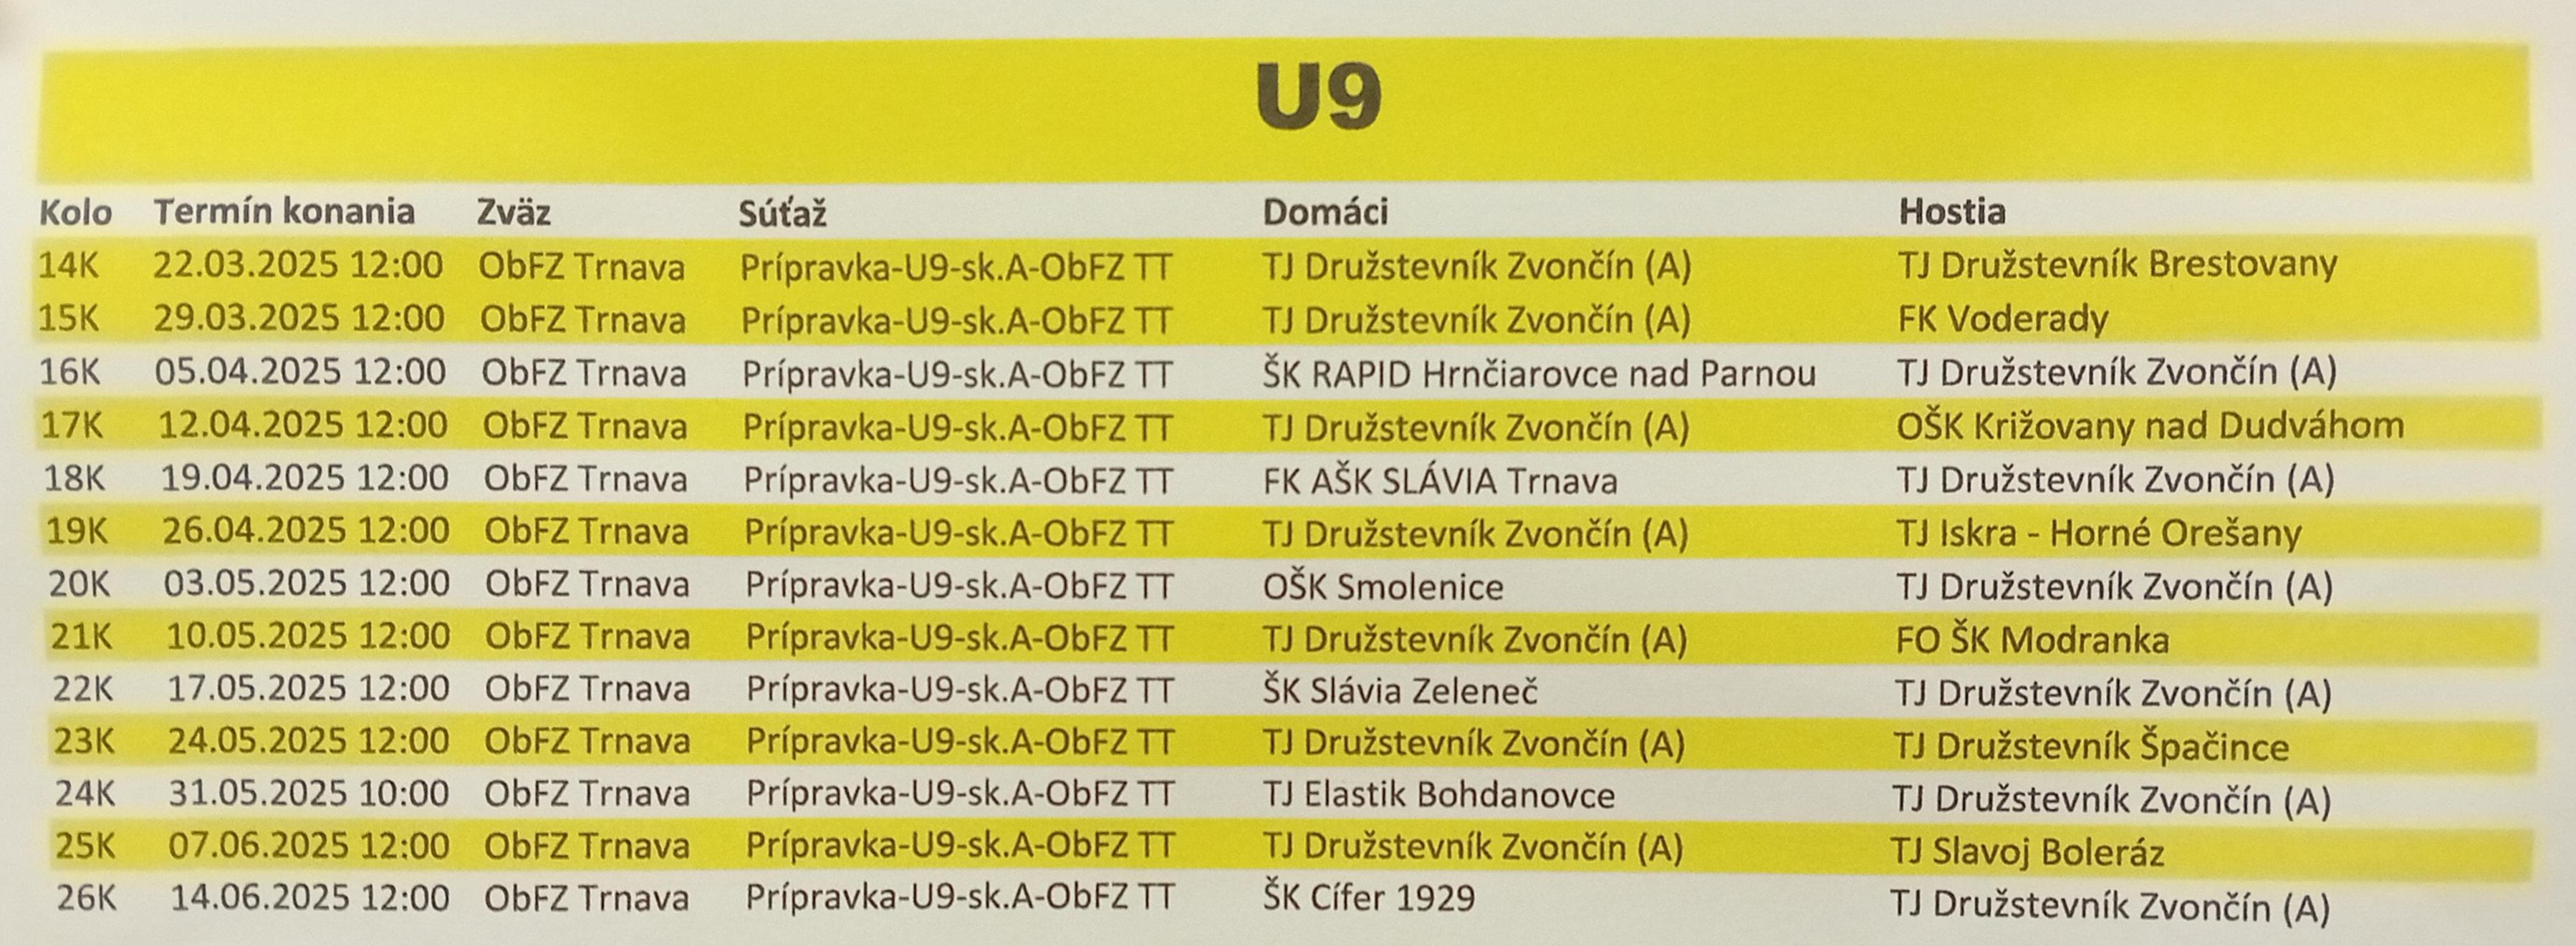 U9
Kolo Termín konania Zväz Súťaž Domáci Hostia
14K 22.03.2025 12:00 ObFZ Trnava Prípravka-U9-sk.A-ObFZ TT TJ Družstevník Zvončín (A) TJ Družstevník Brestovany
15K 29.03.2025 12:00 ObFZ Trnava Prípravka-U9-sk.A-ObFZ TT TJ Družstevník Zvončín (A) FK Voderady
16K 05.04.2025 12:00 ObFZ Trnava Prípravka-U9-sk.A-ObFZ TT ŠK RAPID Hrnčiarovce nad Parnou TJ Družstevník Zvončín (A)
17K 12.04.2025 12:00 ObFZ Trnava Prípravka-U9-sk.A-ObFZ TT TJ Družstevník Zvončín (A) OŠK Križovany nad Dudváhom
18K 19.04.2025 12:00 ObFZ Trnava Prípravka-U9-sk.A-ObFZ TT FK AŠK SLÁVIA Trnava TJ Družstevník Zvončín (A)
19K 26.04.2025 12:00 ObFZ Trnava Prípravka-U9-sk.A-ObFZ TT TJ Družstevník Zvončín (A) TJ Iskra - Horné Orešany
20K 03.05.2025 12:00 ObFZ Trnava Prípravka-U9-sk.A-ObFZ TT OŠK Smolenice TJ Družstevník Zvončín (A)
21K 10.05.2025 12:00 ObFZ Trnava Prípravka-U9-sk.A-ObFZ TT TJ Družstevník Zvončín (A) FO ŠK Modranka
22K 17.05.2025 12:00 ObFZ Trnava Prípravka-U9-sk.A-ObFZ TT ŠK Slávia Zeleneč TJ Družstevník Zvončín (A)
23K 24.05.2025 12:00 ObFZ Trnava Prípravka-U9-sk.A-ObFZ TT TJ Družstevník Zvončín (A) TJ Družstevník Špačince
24K 31.05.2025 10:00 ObFZ Trnava Prípravka-U9-sk.A-ObFZ TT TJ Elastik Bohdanovce TJ Družstevník Zvončín (A)
25K 07.06.2025 12:00 ObFZ Trnava Prípravka-U9-sk.A-ObFZ TT TJ Družstevník Zvončín (A) TJ Slavoj Boleráz
26K 14.06.2025 12:00 ObFZ Trnava Prípravka-U9-sk.A-ObFZ TT ŠK Cífer 1929 TJ Družstevník Zvončín (A)